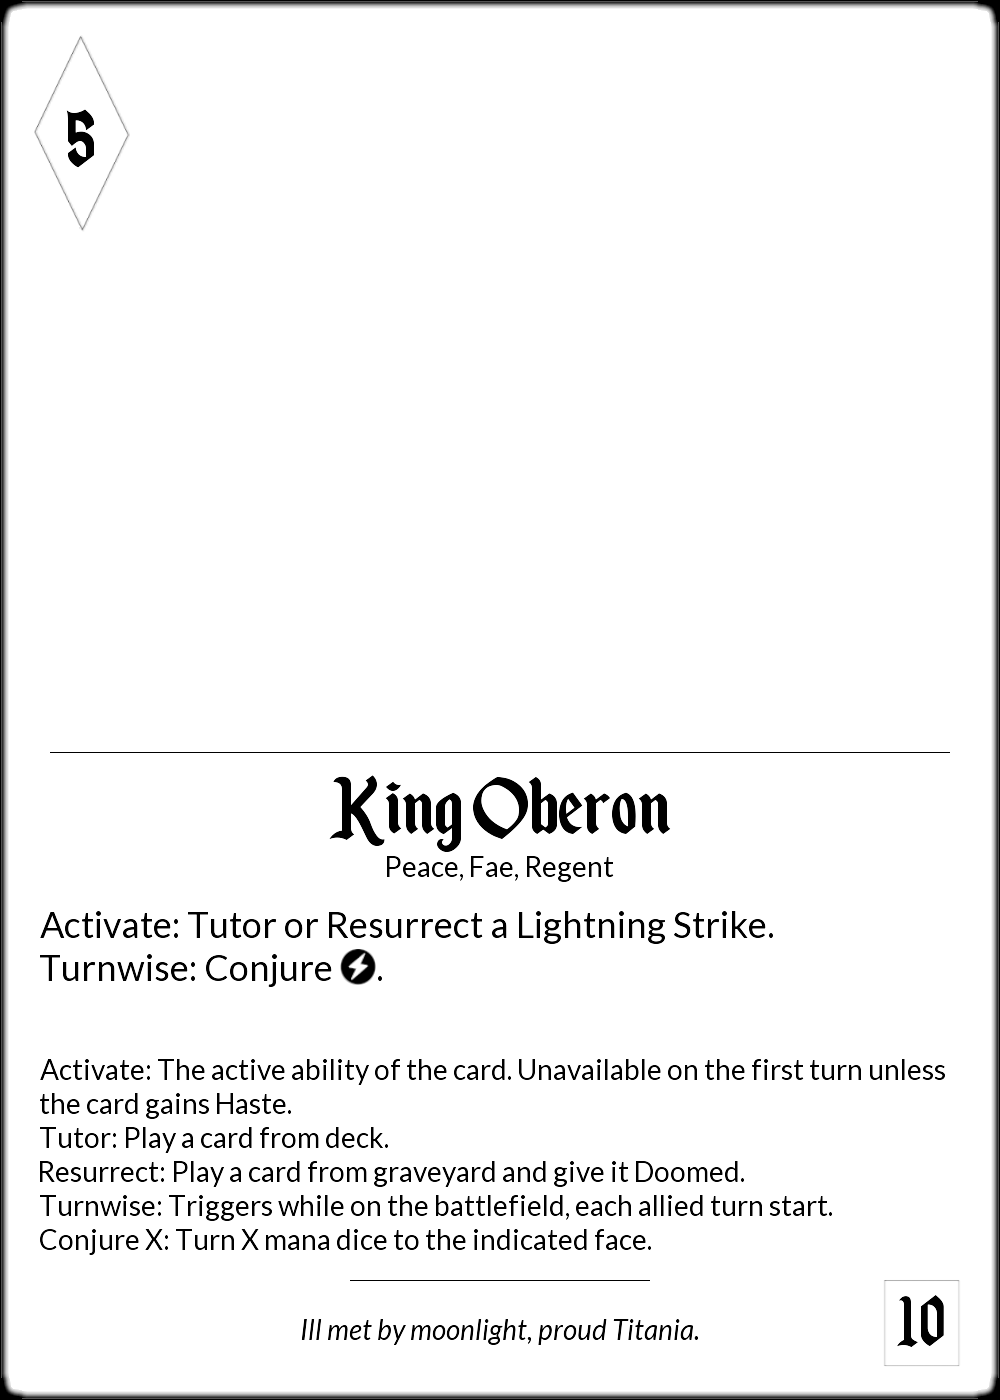 5
King Oberon
Peace, Fae, Regent
Activate: Tutor or Resurrect a Lightning Strike.
Turnwise: Conjure .
Activate: The active ability of the card. Unavailable on the first turn unless
the card gains Haste.
Tutor: Play a card from deck.
Resurrect: Play a card from graveyard and give it Doomed.
Turnwise: Triggers while on the battlefield, each allied turn start.
Conjure X: Turn X mana dice to the indicated face.
Ill met by moonlight, proud Titania.
10